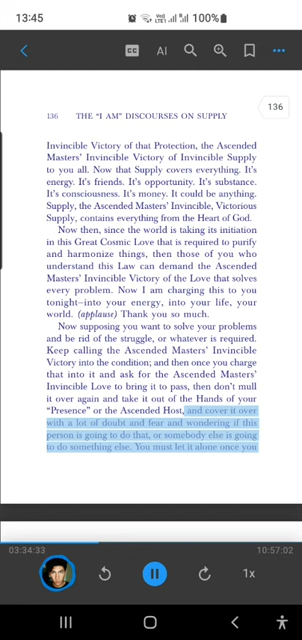 13:45
100%
CC AI
136
136 THE “I AM” DISCOURSES ON SUPPLY
Invincible Victory of that Protection, the Ascended
Masters’ Invincible Victory of Invincible Supply
to you all. Now that Supply covers everything. It’s
energy. It’s friends. It’s opportunity. It’s substance.
It’s consciousness. It’s money. It could be anything.
Supply, the Ascended Masters’ Invincible, Victorious
Supply, contains everything from the Heart of God.
Now then, since the world is taking its initiation
in this Great Cosmic Love that is required to purify
and harmonize things, then those of you who
understand this Law can demand the Ascended
Masters’ Invincible Victory of the Love that solves
every problem. Now I am charging this to you
tonight—into your energy, into your life, your
world. (applause) Thank you so much.
Now supposing you want to solve your problems
and be rid of the struggle, or whatever is required.
Keep calling the Ascended Masters’ Invincible
Victory into the condition; and then once you charge
that into it and ask for the Ascended Masters’
Invincible Love to bring it to pass, then don’t mull
it over again and take it out of the Hands of your
“Presence” or the Ascended Host, and cover it over
with a lot of doubt and fear and wondering if this
person is going to do that, or somebody else is going
to do something else. You must let it alone once you
03:34:33 10:57:02
1x